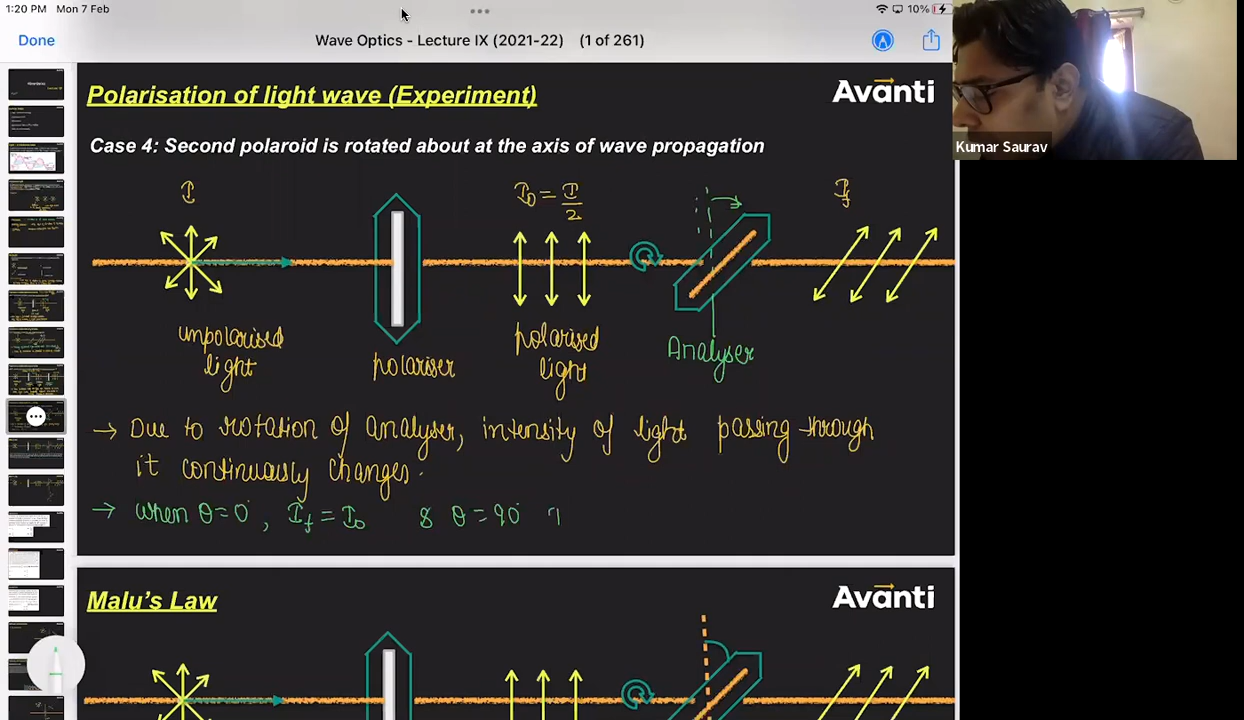 1:20 PM Mon 7 Feb
10%
Done
Wave Optics - Lecture IX (2021-22) (1 of 261)
Polarisation of light wave (Experiment)
Avanti
Kumar Saurav
Case 4: Second polaroid is rotated about at the axis of wave propagation
I
I₀ = I/2
I_f
unpolarised
light
polariser
polarised
light
Analyser
→ Due to rotation of analyser, intensity of light passing through
it continuously changes.
→ when θ=0°, I_f = I₀ & θ=90°
Malu's Law
Avanti